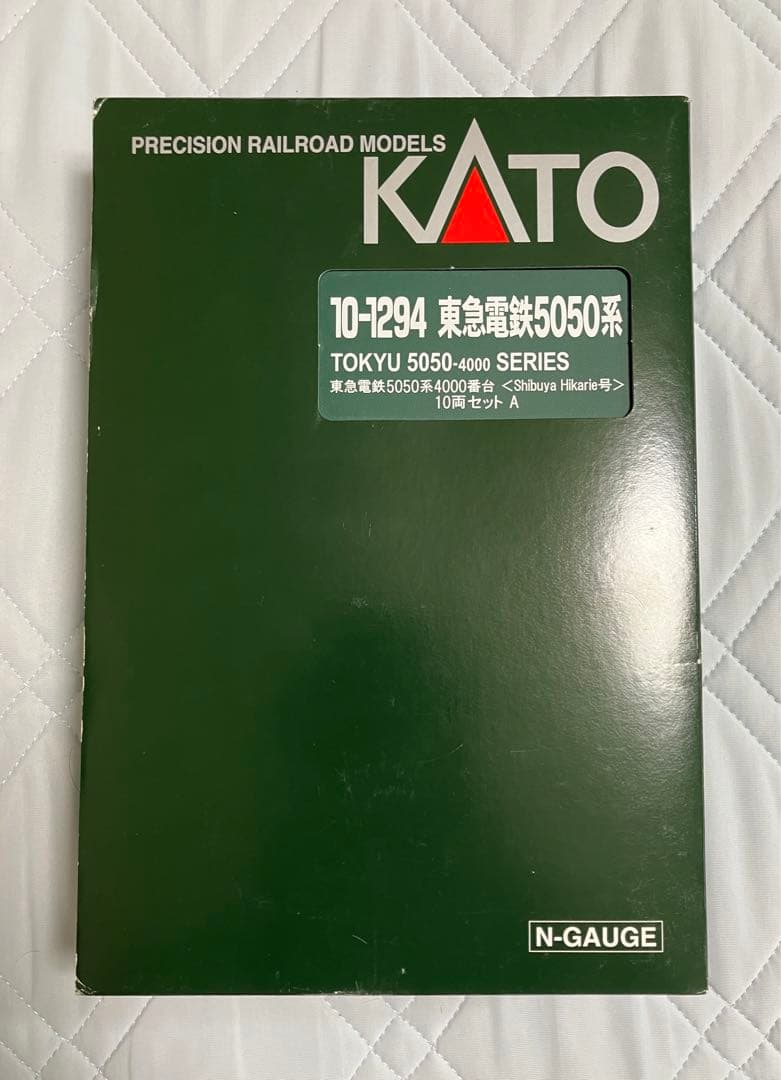 PRECISION RAILROAD MODELS
KATO
10-1294 東急電鉄5050系
TOKYU 5050-4000 SERIES
東急電鉄5050系4000番台 <Shibuya Hikarie号>
10両セット A
N-GAUGE